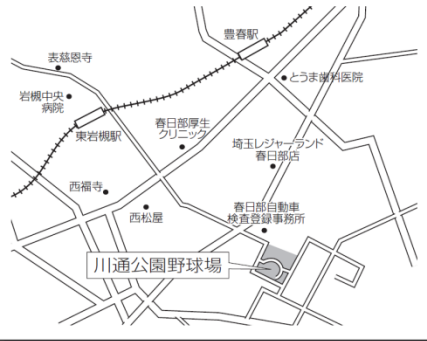 豊春駅
表慈恩寺
とうま歯科医院
岩槻中央
病院
東岩槻駅
春日部厚生
クリニック
埼玉レジャーランド
春日部店
西福寺
西松屋
春日部自動車
検査登録事務所
川通公園野球場